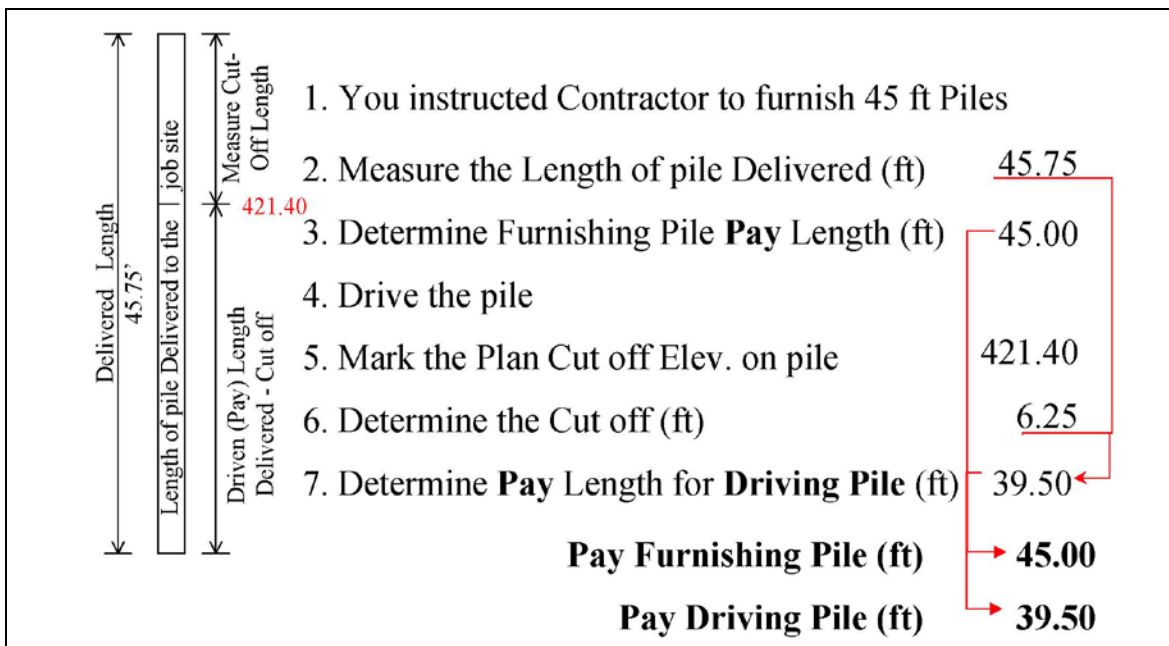 Delivered Length
45.75'
Length of pile Delivered to the job site
Measure Cut-
Off Length
421.40
Driven (Pay) Length
Delivered - Cut off
1. You instructed Contractor to furnish 45 ft Piles
2. Measure the Length of pile Delivered (ft) 45.75
3. Determine Furnishing Pile Pay Length (ft) 45.00
4. Drive the pile
5. Mark the Plan Cut off Elev. on pile 421.40
6. Determine the Cut off (ft) 6.25
7. Determine Pay Length for Driving Pile (ft) 39.50
Pay Furnishing Pile (ft) 45.00
Pay Driving Pile (ft) 39.50